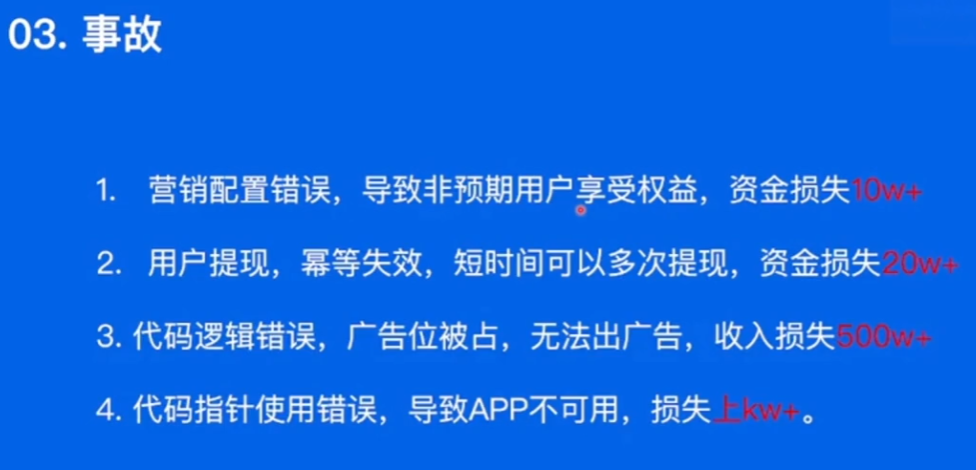 03. 事故
1. 营销配置错误，导致非预期用户享受权益，资金损失10w+
2. 用户提现，幂等失效，短时间可以多次提现，资金损失20w+
3. 代码逻辑错误，广告位被占，无法出广告，收入损失500w+
4. 代码指针使用错误，导致APP不可用，损失上kw+。